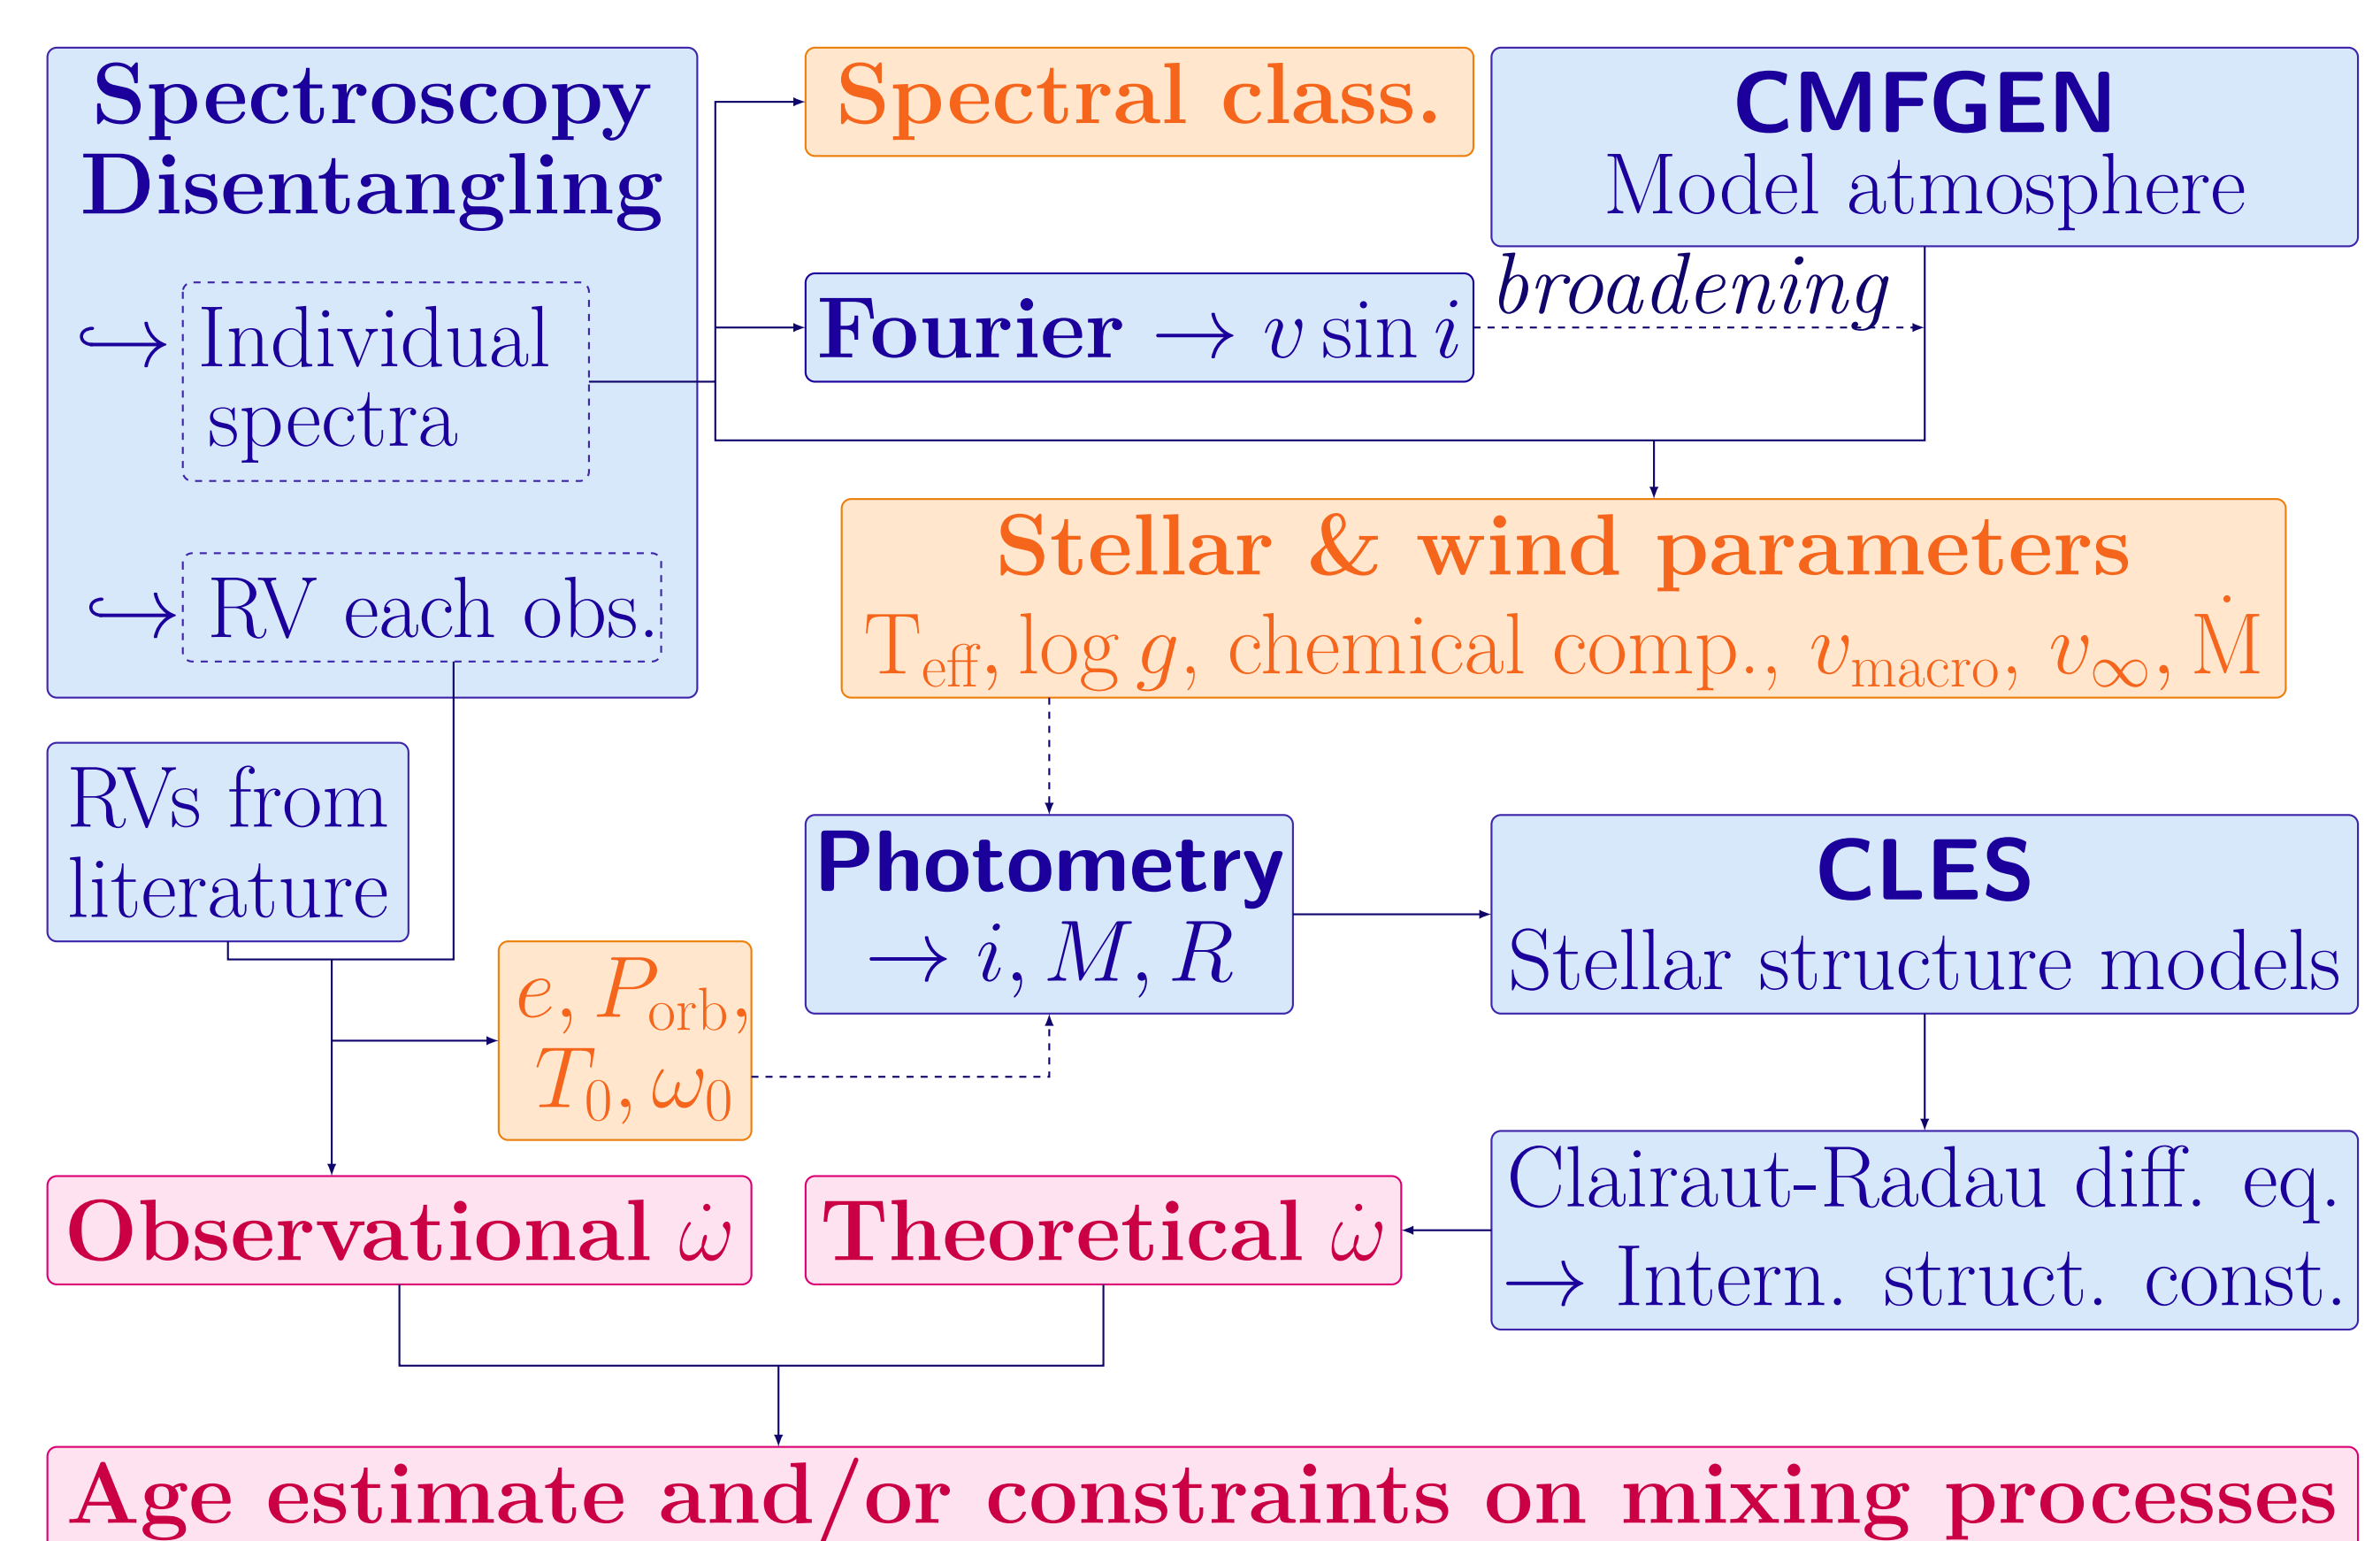 Spectroscopy
Disentangling
↪ Individual
spectra
↪ RV each obs.
Spectral class.
Fourier → v sin i
broadening
CMFGEN
Model atmosphere
Stellar & wind parameters
T_eff, log g, chemical comp., v_macro, v_∞, Ṁ
RVs from
literature
e, P_orb,
T_0, ω_0
Photometry
→ i, M, R
CLES
Stellar structure models
Clairaut-Radau diff. eq.
→ Intern. struct. const.
Observational ω̇
Theoretical ω̇
Age estimate and/or constraints on mixing processes